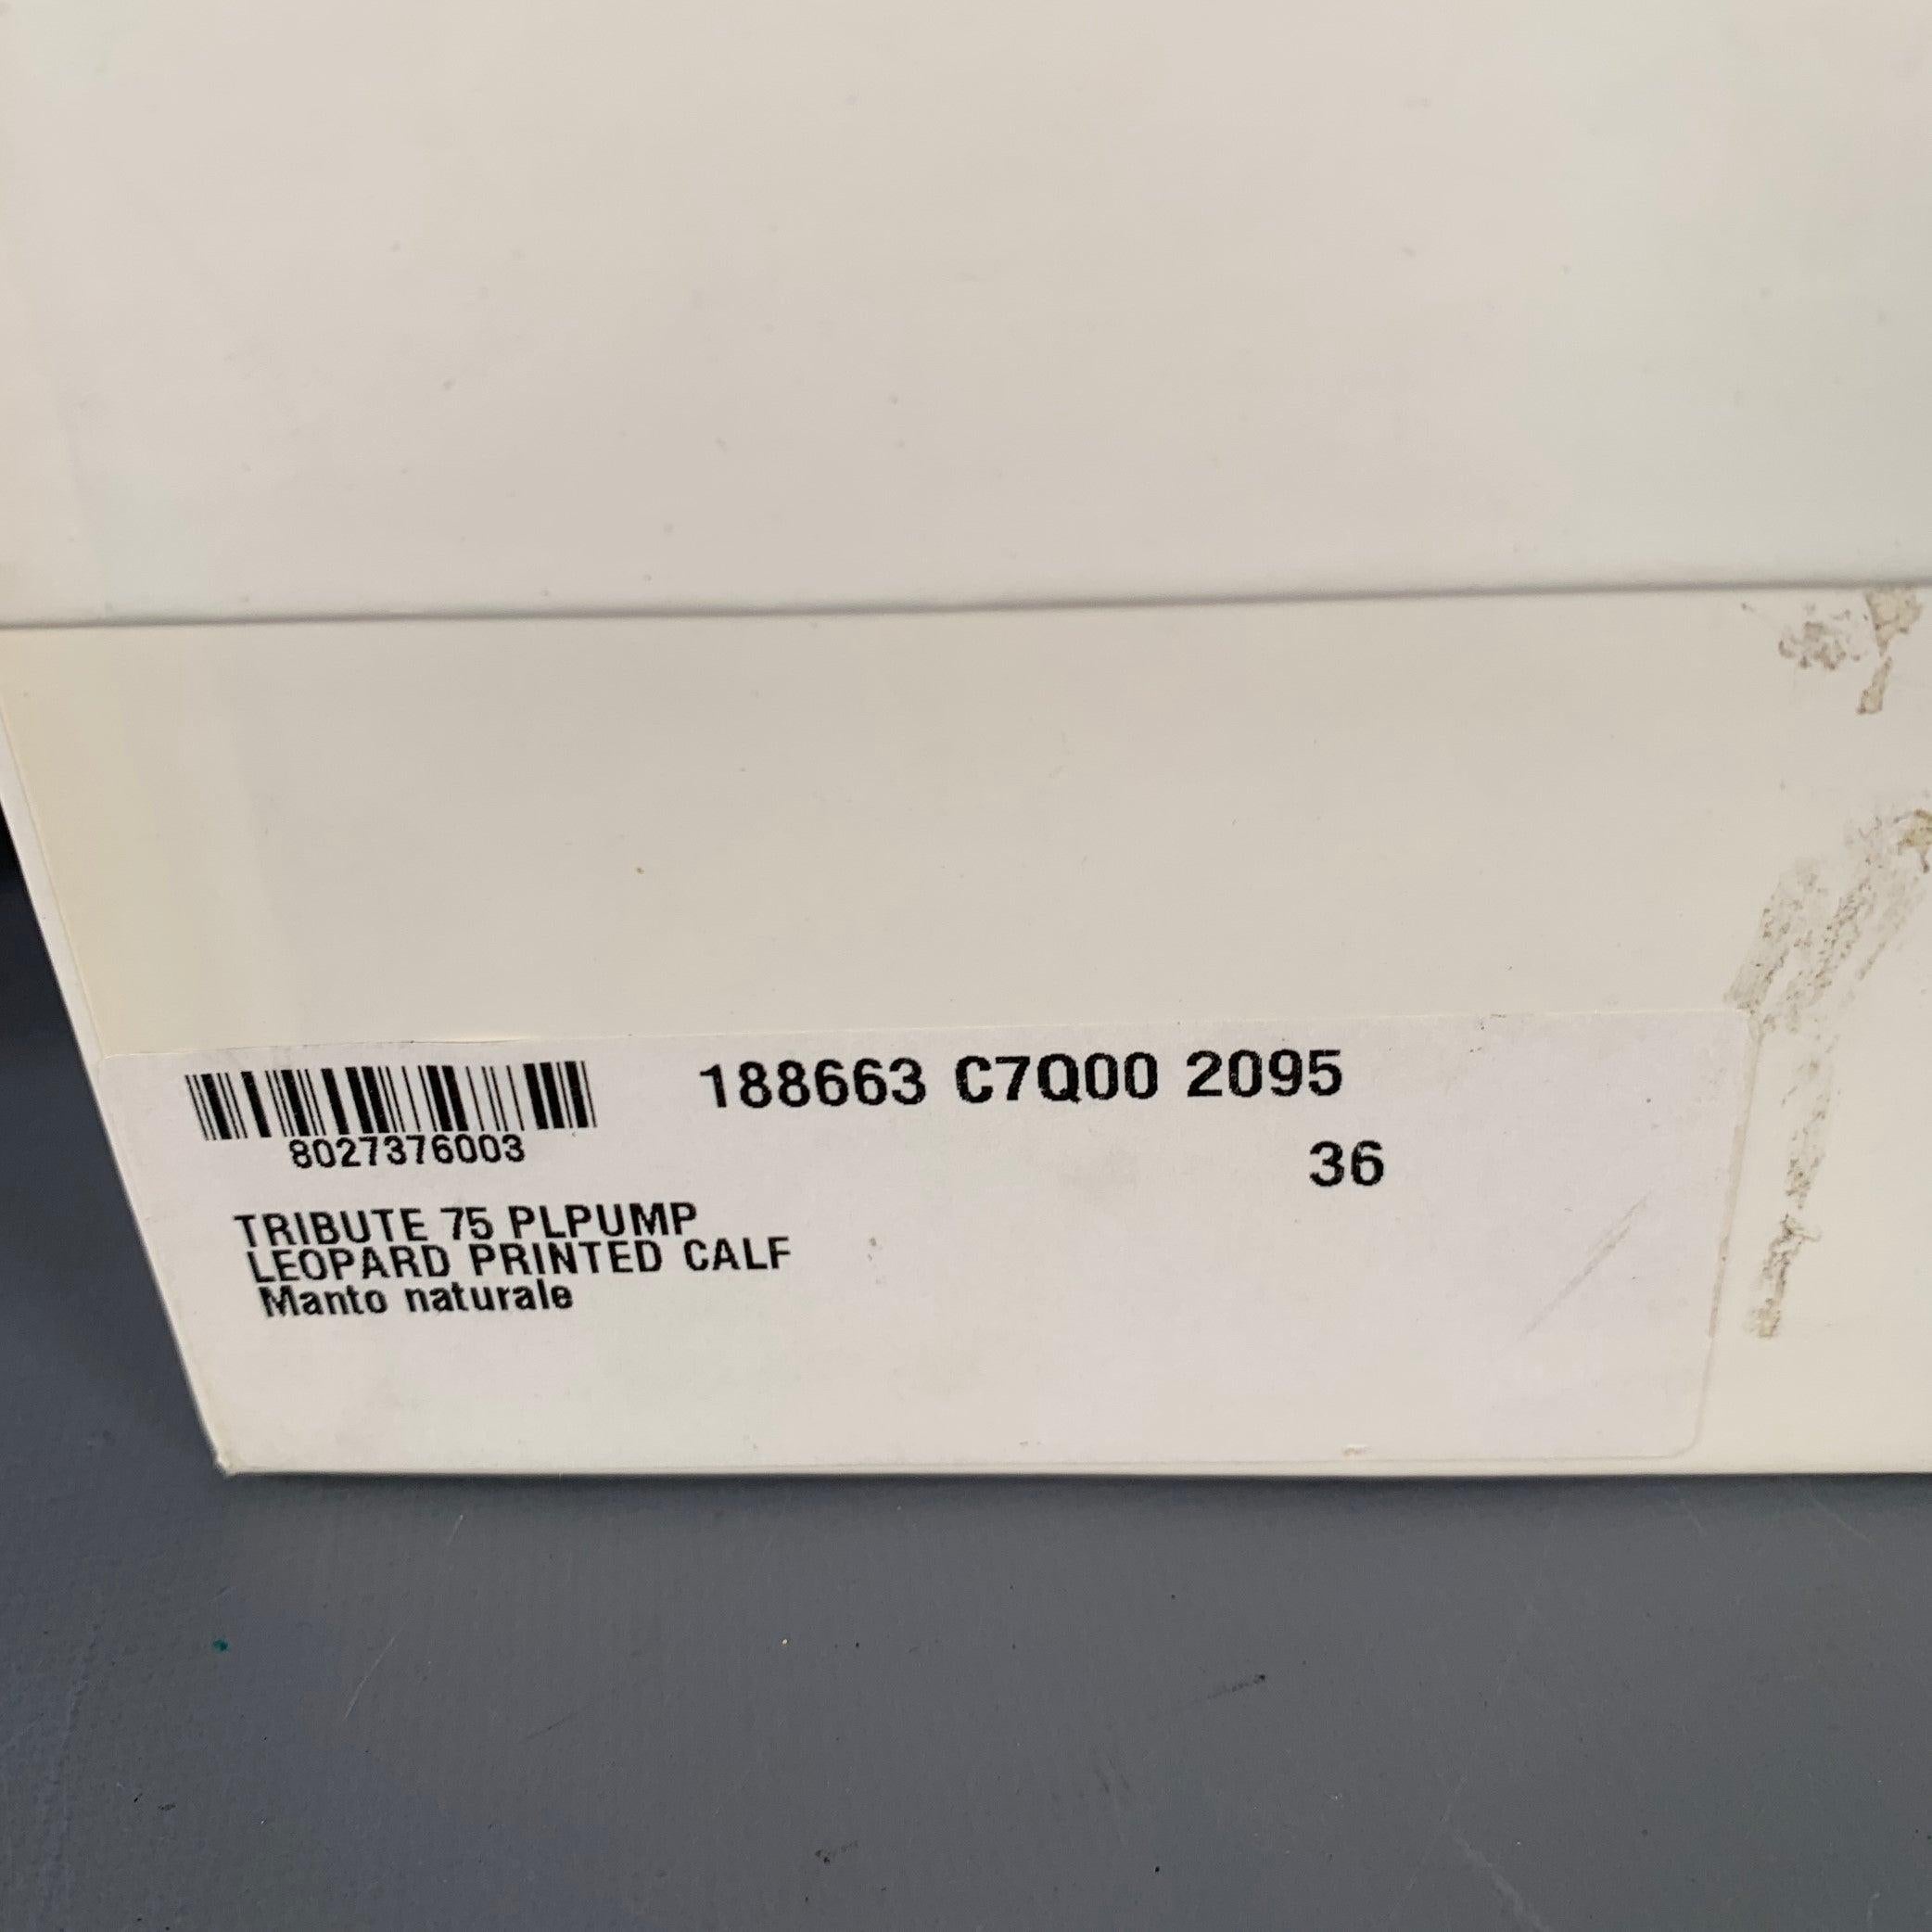 188663 C7Q00 2095
8027376003
36
TRIBUTE 75 PLPUMP
LEOPARD PRINTED CALF
Manto naturale